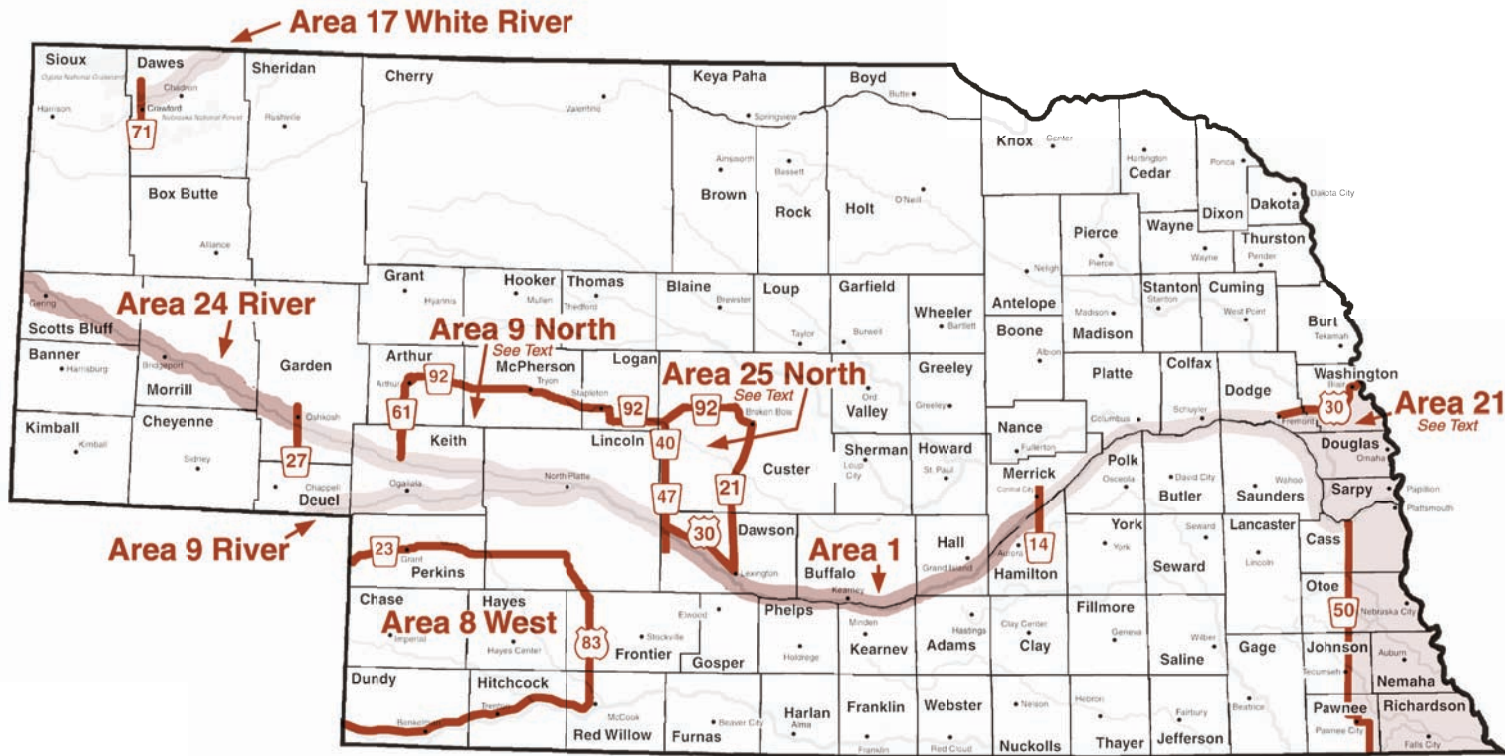 Area 17 White River
Sioux
Dawes
Sheridan
Cherry
Keya Paha
Boyd
Oglala National Grassland
Chadron
Butte
Harrison
Crawford
Nebraska National Forest
Rushville
Valentine
Springview
71
Knox
Center
Hartington
Cedar
Ponca
Dakota City
Dakota
Dixon
Ainsworth
Bassett
Brown
Rock
Holt
O'Neill
Box Butte
Alliance
Pierce
Pierce
Wayne
Wayne
Thurston
Pender
Neligh
Antelope
Grant
Hyannis
Hooker
Mullen
Thomas
Thedford
Blaine
Brewster
Loup
Taylor
Garfield
Burwell
Wheeler
Bartlett
Stanton
Stanton
Cuming
West Point
Madison
Madison
Burt
Tekamah
Gering
Scotts Bluff
Area 24 River
Area 9 North
See Text
Boone
Albion
Banner
Harrisburg
Bridgeport
Morrill
Garden
Arthur
Arthur
92
McPherson
Tryon
Logan
Stapleton
92
Area 25 North
See Text
92
Broken Bow
Ord
Valley
Greeley
Greeley
Platte
Columbus
Colfax
Schuyler
Dodge
Fremont
Washington
Blair
30
Area 21
See Text
Oshkosh
61
Kimball
Kimball
Cheyenne
Sidney
27
Chappell
Deuel
Keith
Ogallala
Lincoln
North Platte
40
47
21
Custer
Sherman
Loup
City
Howard
St. Paul
Nance
Fullerton
Merrick
Central City
Polk
Osceola
David City
Butler
Wahoo
Saunders
Douglas
Omaha
Sarpy
Papillion
Plattsmouth
Area 9 River
30
Dawson
Lexington
Area 1
Buffalo
Kearney
Hall
Grand Island
Aurora
14
Hamilton
York
York
Seward
Seward
Lancaster
Lincoln
Cass
23
Grant
Perkins
Otoe
Nebraska City
50
Chase
Imperial
Hayes
Hayes Center
Area 8 West
83
Stockville
Frontier
Elwood
Gosper
Phelps
Holdrege
Minden
Kearney
Hastings
Adams
Clay Center
Clay
Fillmore
Geneva
Wilber
Saline
Gage
Beatrice
Johnson
Tecumseh
Auburn
Nemaha
Dundy
Benkelman
Hitchcock
Trenton
McCook
Red Willow
Beaver City
Furnas
Harlan
Alma
Franklin
Franklin
Webster
Red Cloud
Nelson
Nuckolls
Hebron
Thayer
Fairbury
Jefferson
Pawnee
Pawnee City
Richardson
Falls City